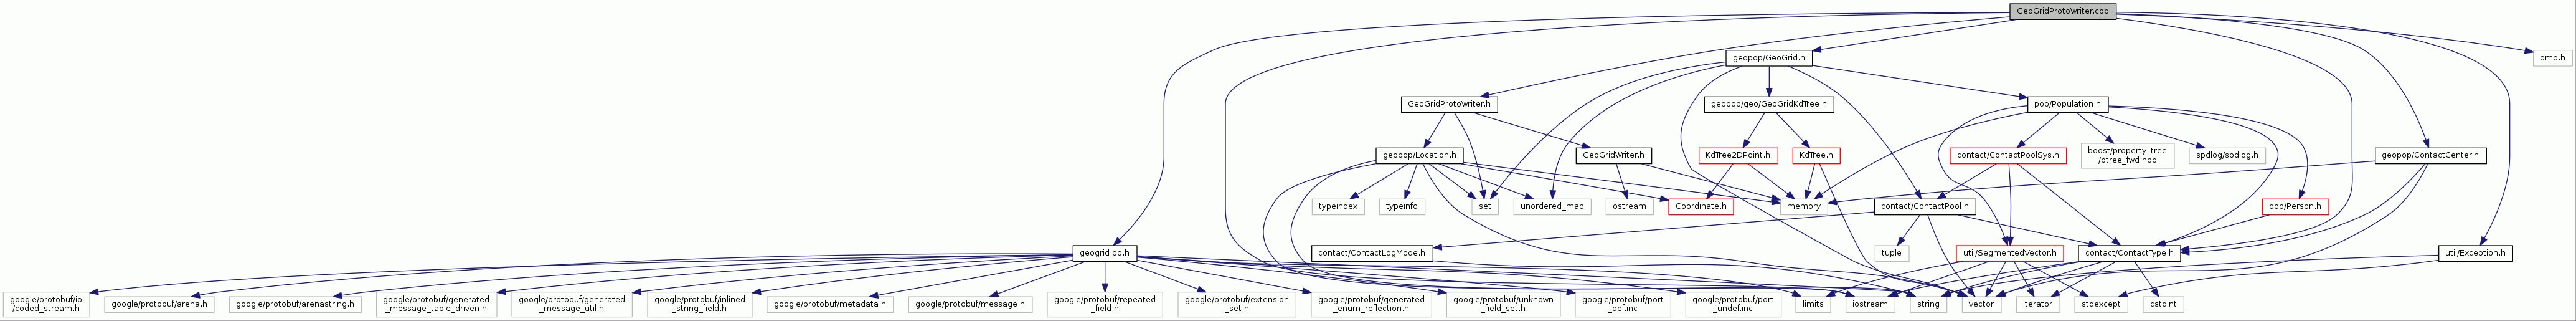 GeoGridProtoWriter.cpp
geopop/GeoGrid.h
omp.h
GeoGridProtoWriter.h
geopop/geo/GeoGridKdTree.h
pop/Population.h
geopop/Location.h
GeoGridWriter.h
KdTree2DPoint.h
KdTree.h
contact/ContactPoolSys.h
boost/property_tree
/ptree_fwd.hpp
spdlog/spdlog.h
geopop/ContactCenter.h
typeindex
typeinfo
set
unordered_map
ostream
Coordinate.h
memory
contact/ContactPool.h
pop/Person.h
geogrid.pb.h
contact/ContactLogMode.h
tuple
util/SegmentedVector.h
contact/ContactType.h
util/Exception.h
google/protobuf/io
/coded_stream.h
google/protobuf/arena.h
google/protobuf/arenastring.h
google/protobuf/generated
_message_table_driven.h
google/protobuf/generated
_message_util.h
google/protobuf/inlined
_string_field.h
google/protobuf/metadata.h
google/protobuf/message.h
google/protobuf/repeated
_field.h
google/protobuf/extension
_set.h
google/protobuf/generated
_enum_reflection.h
google/protobuf/unknown
_field_set.h
google/protobuf/port
_def.inc
google/protobuf/port
_undef.inc
limits
iostream
string
vector
iterator
stdexcept
cstdint